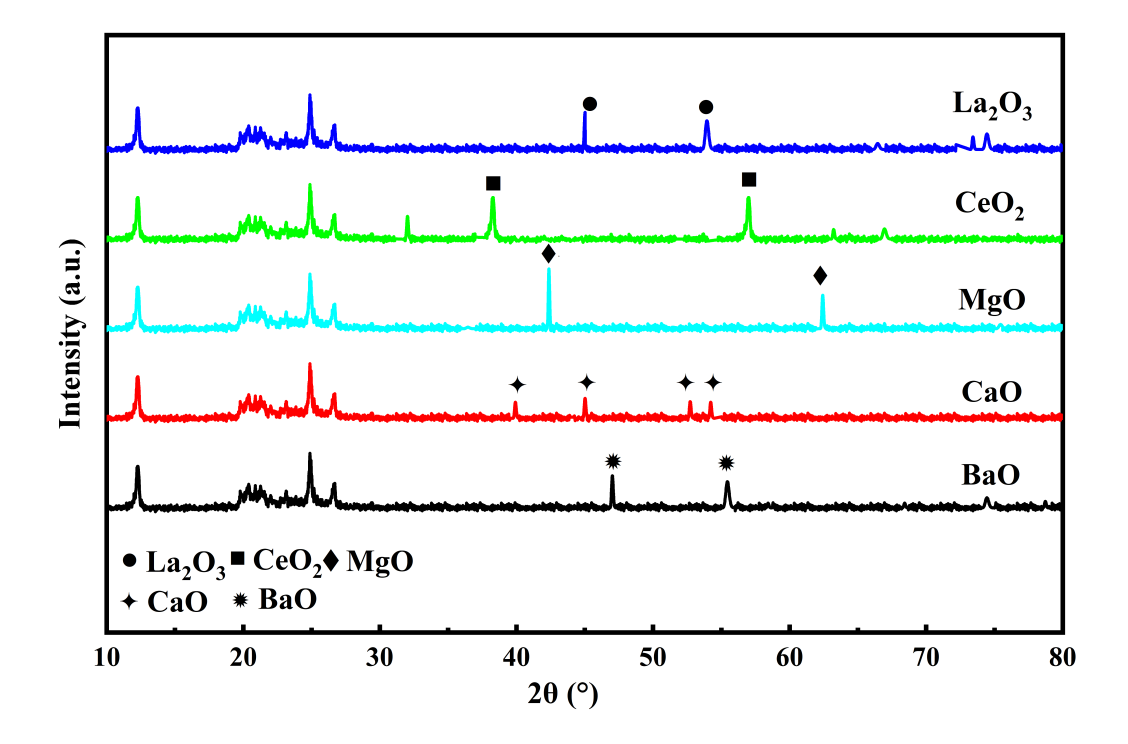 La₂O₃
CeO₂
MgO
CaO
BaO
Intensity (a.u.)
● La₂O₃ ■ CeO₂ ♦ MgO
✦ CaO ✹ BaO
10 20 30 40 50 60 70 80
2θ (°)